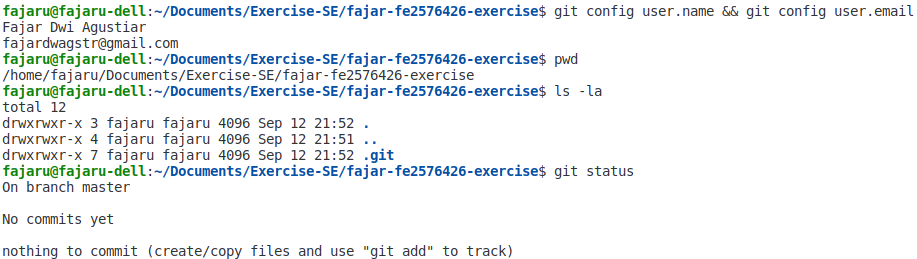 fajaru@fajaru-dell:~/Documents/Exercise-SE/fajar-fe2576426-exercise$ git config user.name && git config user.email
Fajar Dwi Agustiar
fajardwagstr@gmail.com
fajaru@fajaru-dell:~/Documents/Exercise-SE/fajar-fe2576426-exercise$ pwd
/home/fajaru/Documents/Exercise-SE/fajar-fe2576426-exercise
fajaru@fajaru-dell:~/Documents/Exercise-SE/fajar-fe2576426-exercise$ ls -la
total 12
drwxrwxr-x 3 fajaru fajaru 4096 Sep 12 21:52 .
drwxrwxr-x 4 fajaru fajaru 4096 Sep 12 21:51 ..
drwxrwxr-x 7 fajaru fajaru 4096 Sep 12 21:52 .git
fajaru@fajaru-dell:~/Documents/Exercise-SE/fajar-fe2576426-exercise$ git status
On branch master
No commits yet
nothing to commit (create/copy files and use "git add" to track)